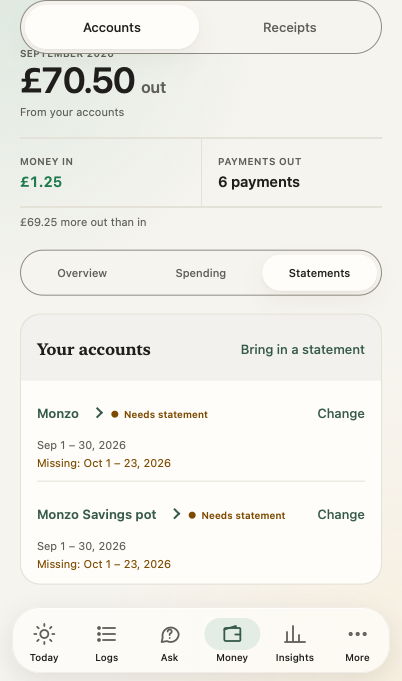 Accounts
Receipts
SEPTEMBER 2026
£70.50 out
From your accounts
MONEY IN
£1.25
PAYMENTS OUT
6 payments
£69.25 more out than in
Overview
Spending
Statements
Your accounts
Bring in a statement
Monzo
Needs statement
Change
Sep 1 – 30, 2026
Missing: Oct 1 – 23, 2026
Monzo Savings pot
Needs statement
Change
Sep 1 – 30, 2026
Missing: Oct 1 – 23, 2026
Today
Logs
Ask
Money
Insights
More